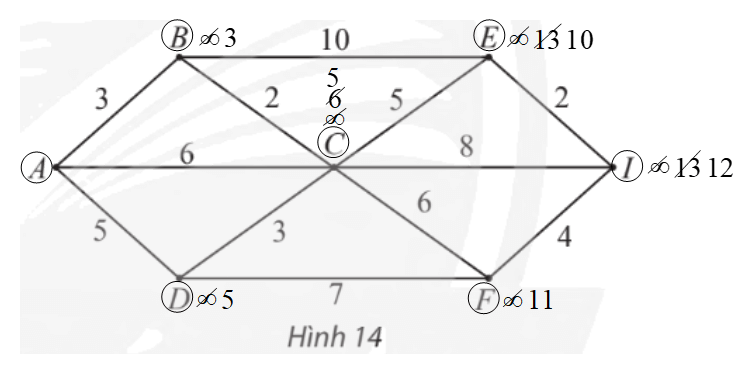 B ∞ 3 10 E ∞ 13 10
5
3 2 6 5 2
∞
C
A 6 8 I ∞ 13 12
5 3 6 4
D ∞ 5 7 F ∞ 11
Hình 14